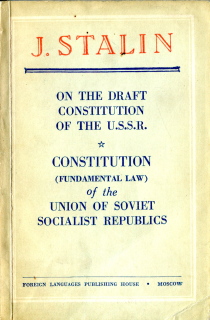 J. STALIN
ON THE DRAFT
CONSTITUTION
OF THE U.S.S.R.
☆
CONSTITUTION
(FUNDAMENTAL LAW)
of the
UNION OF SOVIET
SOCIALIST REPUBLICS
FOREIGN LANGUAGES PUBLISHING HOUSE • MOSCOW